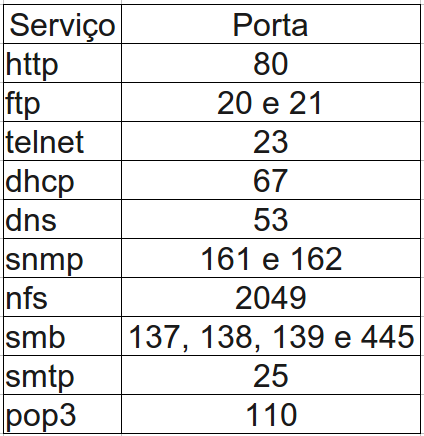 Serviço Porta
http 80
ftp 20 e 21
telnet 23
dhcp 67
dns 53
snmp 161 e 162
nfs 2049
smb 137, 138, 139 e 445
smtp 25
pop3 110